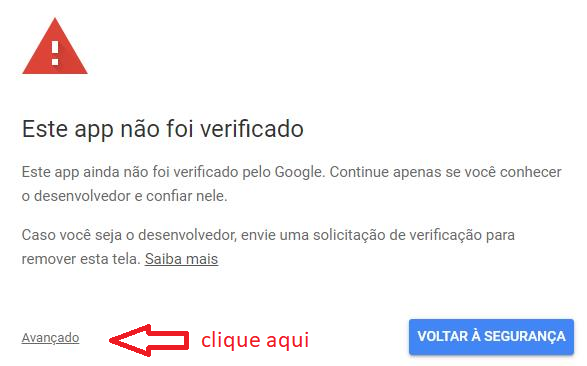 Este app não foi verificado
Este app ainda não foi verificado pelo Google. Continue apenas se você conhecer
o desenvolvedor e confiar nele.
Caso você seja o desenvolvedor, envie uma solicitação de verificação para
remover esta tela. Saiba mais
Avançado
clique aqui
VOLTAR À SEGURANÇA